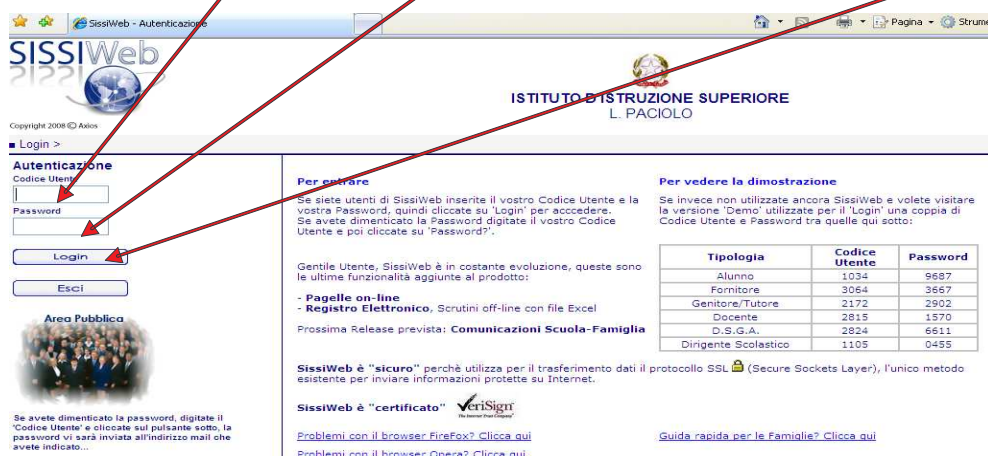 SissiWeb - Autenticazione
Pagina
SISSIWeb
Copyright 2008 © Axios
ISTITUTO D'ISTRUZIONE SUPERIORE
L. PACIOLO
Login >
Autenticazione
Codice Utente
Password
Login
Esci
Area Pubblica
Se avete dimenticato la password, digitate il
'Codice Utente' e cliccate sul pulsante sotto, la
password vi sarà inviata all'indirizzo mail che
avete indicato...
Per entrare
Se siete utenti di SissiWeb inserite il vostro Codice Utente e la
vostra Password, quindi cliccate su 'Login' per acccedere.
Se avete dimenticato la Password digitate il vostro Codice
Utente e poi cliccate su 'Password?'.
Gentile Utente, SissiWeb è in costante evoluzione, queste sono
le ultime funzionalità aggiunte al prodotto:
- Pagelle on-line
- Registro Elettronico, Scrutini off-line con file Excel
Prossima Release prevista: Comunicazioni Scuola-Famiglia
Per vedere la dimostrazione
Se invece non utilizzate ancora SissiWeb e volete visitare
la versione 'Demo' utilizzate per il 'Login' una coppia di
Codice Utente e Password tra quelle qui sotto:
Tipologia Codice Utente Password
Alunno 1034 9687
Fornitore 3064 3667
Genitore/Tutore 2172 2902
Docente 2815 1570
D.S.G.A. 2824 6611
Dirigente Scolastico 1105 0455
SissiWeb è "sicuro" perchè utilizza per il trasferimento dati il protocollo SSL (Secure Sockets Layer), l'unico metodo
esistente per inviare informazioni protette su Internet.
SissiWeb è "certificato" VeriSign
The Internet Trust Company
Problemi con il browser FireFox? Clicca qui
Guida rapida per le Famiglie? Clicca qui
Problemi con il browser Opera? Clicca qui